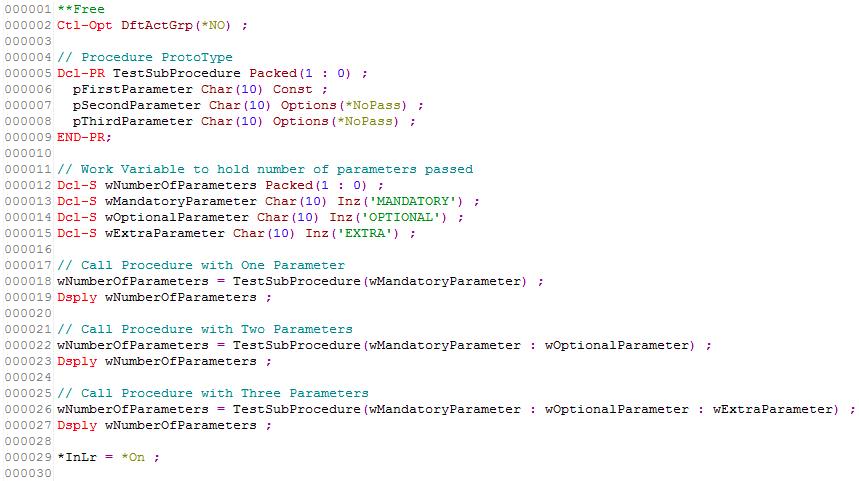 000001 **Free
000002 Ctl-Opt DftActGrp(*NO) ;
000003
000004 // Procedure ProtoType
000005 Dcl-PR TestSubProcedure Packed(1 : 0) ;
000006   pFirstParameter Char(10) Const ;
000007   pSecondParameter Char(10) Options(*NoPass) ;
000008   pThirdParameter Char(10) Options(*NoPass) ;
000009 END-PR;
000010
000011 // Work Variable to hold number of parameters passed
000012 Dcl-S wNumberOfParameters Packed(1 : 0) ;
000013 Dcl-S wMandatoryParameter Char(10) Inz('MANDATORY') ;
000014 Dcl-S wOptionalParameter Char(10) Inz('OPTIONAL') ;
000015 Dcl-S wExtraParameter Char(10) Inz('EXTRA') ;
000016
000017 // Call Procedure with One Parameter
000018 wNumberOfParameters = TestSubProcedure(wMandatoryParameter) ;
000019 Dsply wNumberOfParameters ;
000020
000021 // Call Procedure with Two Parameters
000022 wNumberOfParameters = TestSubProcedure(wMandatoryParameter : wOptionalParameter) ;
000023 Dsply wNumberOfParameters ;
000024
000025 // Call Procedure with Three Parameters
000026 wNumberOfParameters = TestSubProcedure(wMandatoryParameter : wOptionalParameter : wExtraParameter) ;
000027 Dsply wNumberOfParameters ;
000028
000029 *InLr = *On ;
000030